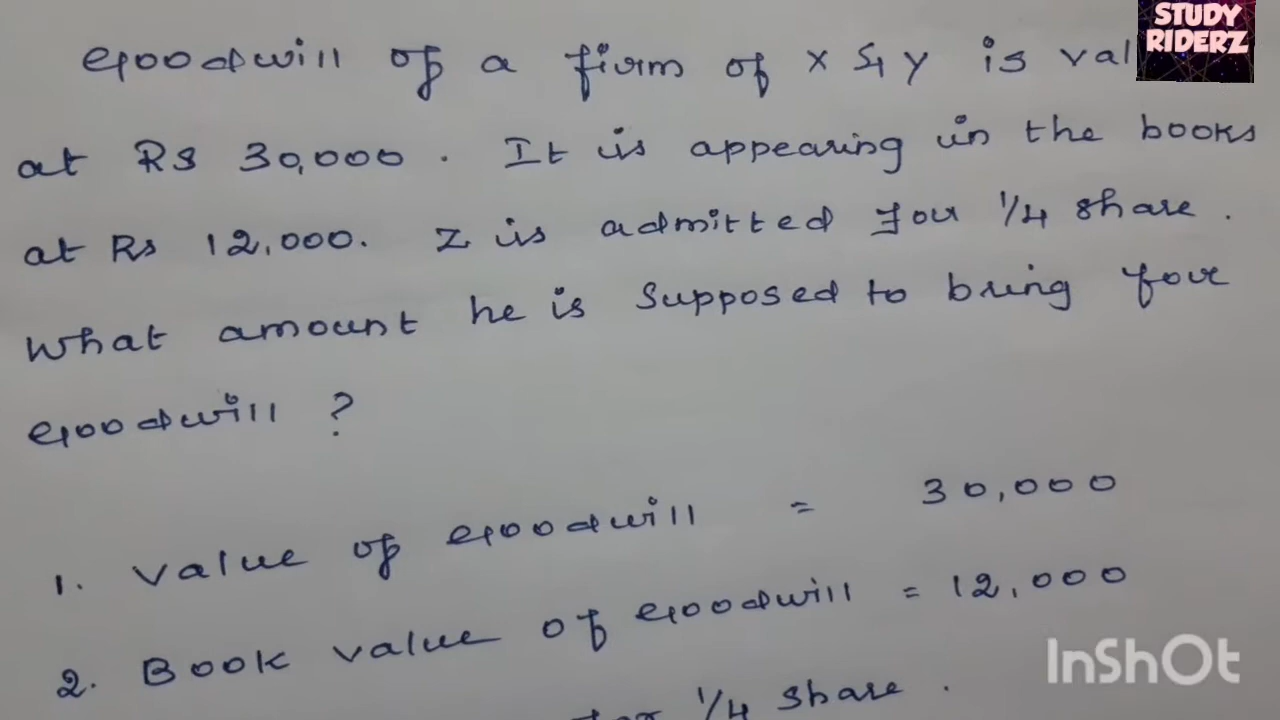 STUDY
RIDERZ
Goodwill of a firm of X & Y is val
at Rs 30,000. It is appearing in the books
at Rs 12,000. Z is admitted for 1/4 share.
What amount he is supposed to bring for
goodwill ?
1. Value of goodwill = 30,000
2. Book value of goodwill = 12,000
for 1/4 share.
InShOt